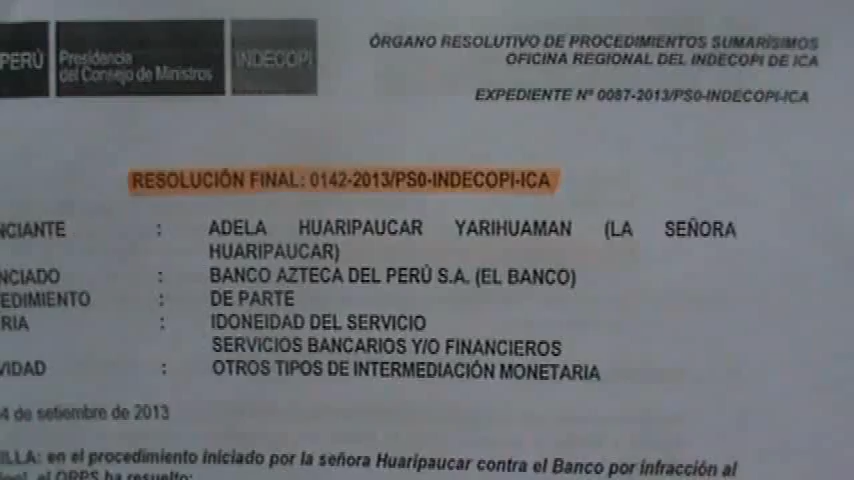 PERÚ Presidencia del Consejo de Ministros INDECOPI
ÓRGANO RESOLUTIVO DE PROCEDIMIENTOS SUMARÍSIMOS
OFICINA REGIONAL DEL INDECOPI DE ICA
EXPEDIENTE Nº 0087-2013/PS0-INDECOPI-ICA
RESOLUCIÓN FINAL: 0142-2013/PS0-INDECOPI-ICA
NCIANTE : ADELA HUARIPAUCAR YARIHUAMAN (LA SEÑORA
HUARIPAUCAR)
NCIADO : BANCO AZTECA DEL PERÚ S.A. (EL BANCO)
EDIMIENTO : DE PARTE
RIA : IDONEIDAD DEL SERVICIO
SERVICIOS BANCARIOS Y/O FINANCIEROS
VIDAD : OTROS TIPOS DE INTERMEDIACIÓN MONETARIA
4 de setiembre de 2013
ILLA: en el procedimiento iniciado por la señora Huaripaucar contra el Banco por infracción al
el ORPS ha resuelto: